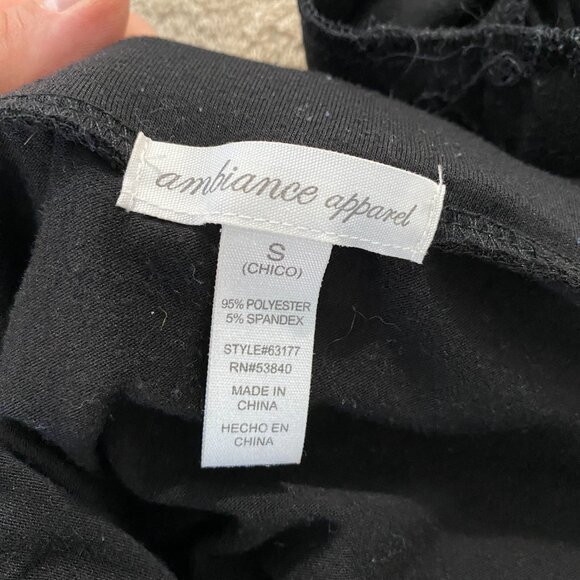 ambiance apparel
S
(CHICO)
95% POLYESTER
5% SPANDEX
STYLE#63177
RN#53840
MADE IN
CHINA
HECHO EN
CHINA